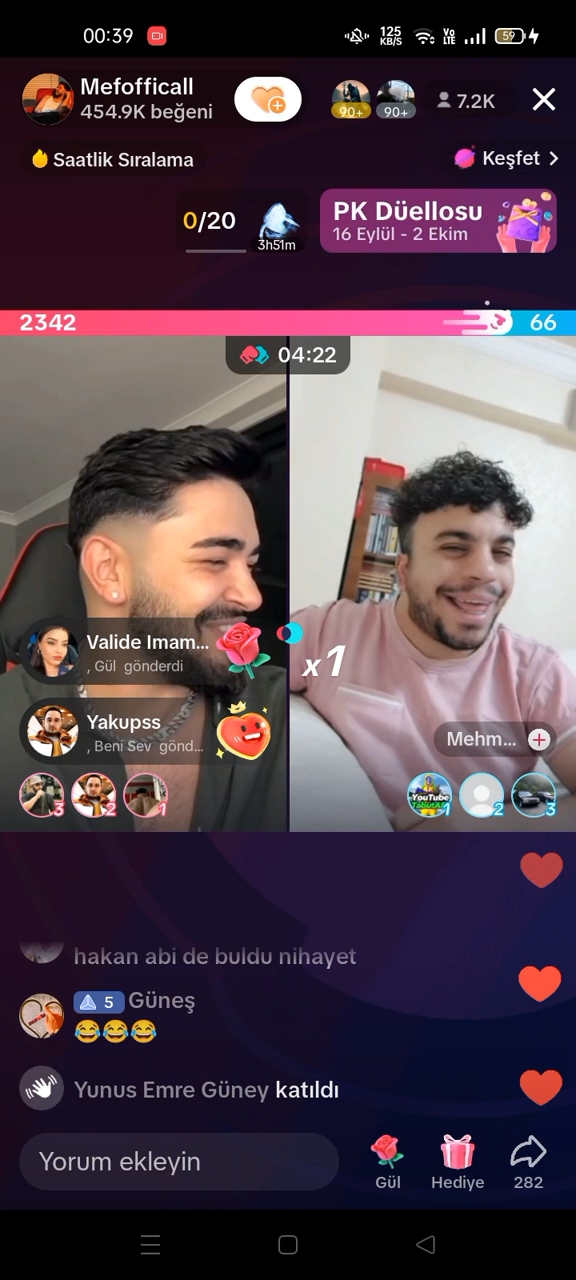 00:39
125
KB/S
Vo
LTE
59
Mefofficall
454.9K beğeni
90+
90+
7.2K
Saatlik Sıralama
Keşfet
0/20
3h51m
PK Düellosu
16 Eylül - 2 Ekim
2342
66
04:22
Valide Imam...
, Gül gönderdi
x1
Yakupss
, Beni Sev gönd...
Mehm...
3
2
1
YouTube
1
2
3
hakan abi de buldu nihayet
5 Güneş
😂😂😂
Yunus Emre Güney katıldı
Yorum ekleyin
Gül
Hediye
282